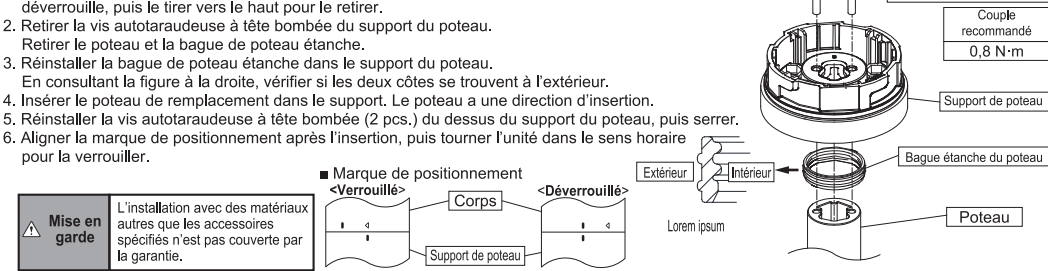 déverrouille, puis le tirer vers le haut pour le retirer.
2. Retirer la vis autotaraudeuse à tête bombée du support du poteau.
Retirer le poteau et la bague de poteau étanche.
3. Réinstaller la bague de poteau étanche dans le support du poteau.
En consultant la figure à la droite, vérifier si les deux côtes se trouvent à l'extérieur.
4. Insérer le poteau de remplacement dans le support. Le poteau a une direction d'insertion.
5. Réinstaller la vis autotaraudeuse à tête bombée (2 pcs.) du dessus du support du poteau, puis serrer.
6. Aligner la marque de positionnement après l'insertion, puis tourner l'unité dans le sens horaire
pour la verrouiller.
Mise en
garde
L'installation avec des matériaux
autres que les accessoires
spécifiés n'est pas couverte par
la garantie.
■ Marque de positionnement
<Verrouillé>
Corps
<Déverrouillé>
Support de poteau
Extérieur
Intérieur
Lorem ipsum
Couple
recommandé
0,8 N·m
Support de poteau
Bague étanche du poteau
Poteau